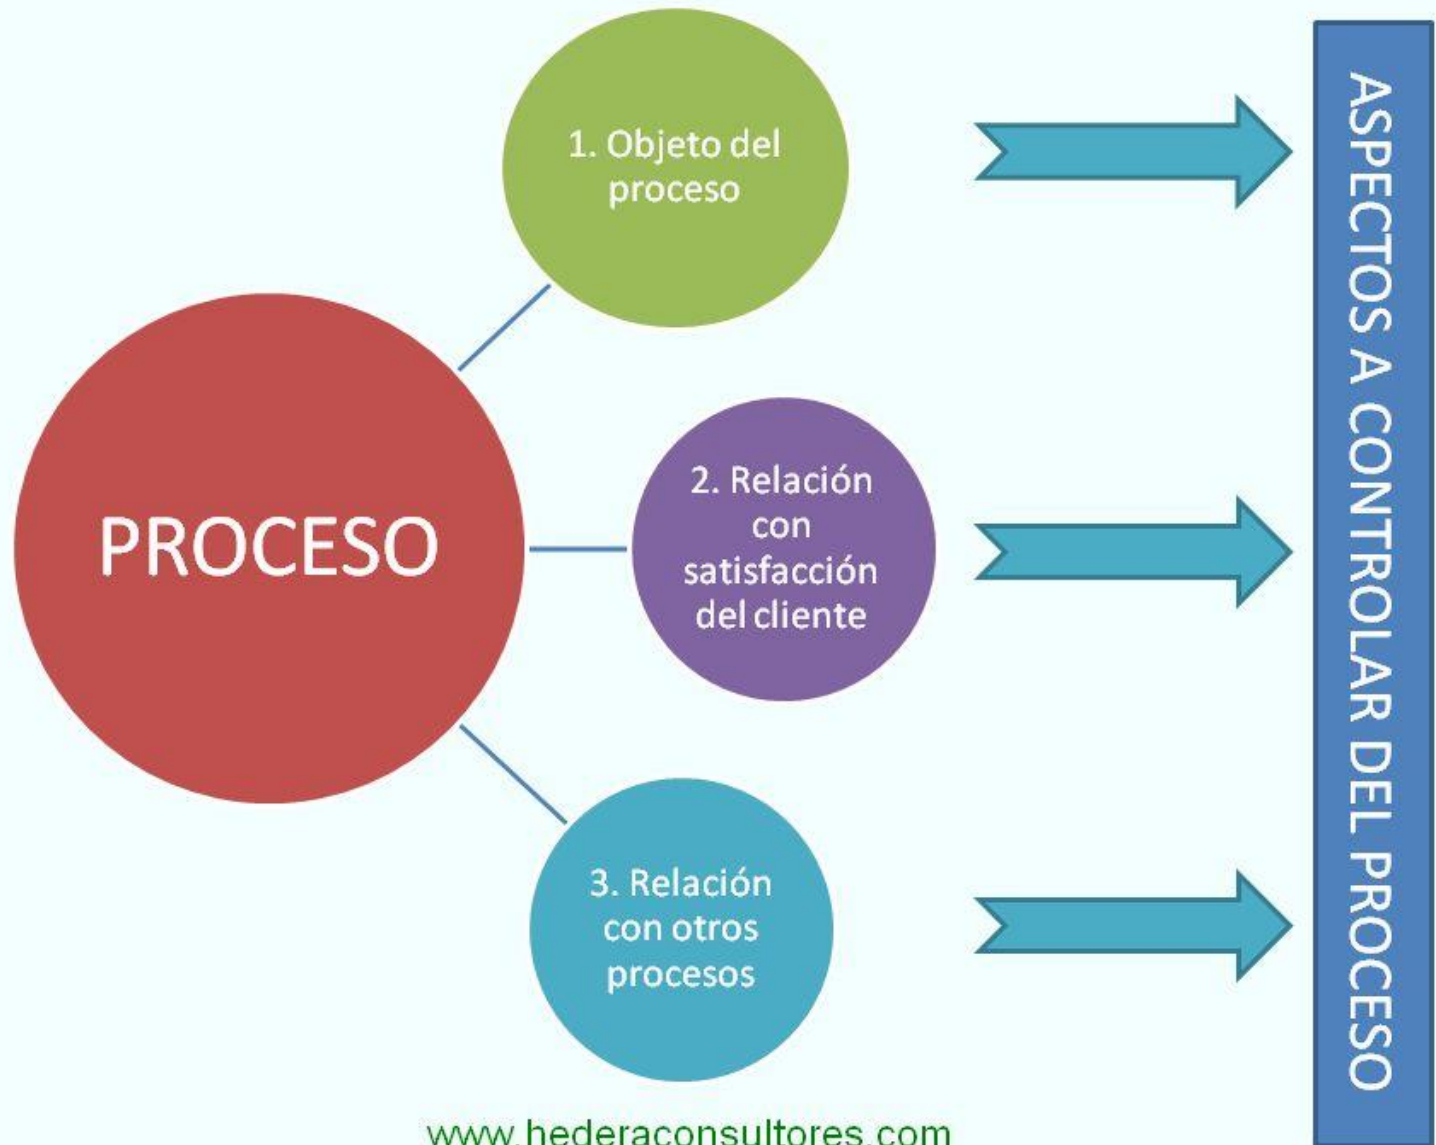 1. Objeto del
proceso
PROCESO
2. Relación
con
satisfacción
del cliente
3. Relación
con otros
procesos
ASPECTOS A CONTROLAR DEL PROCESO
www.hederaconsultores.com